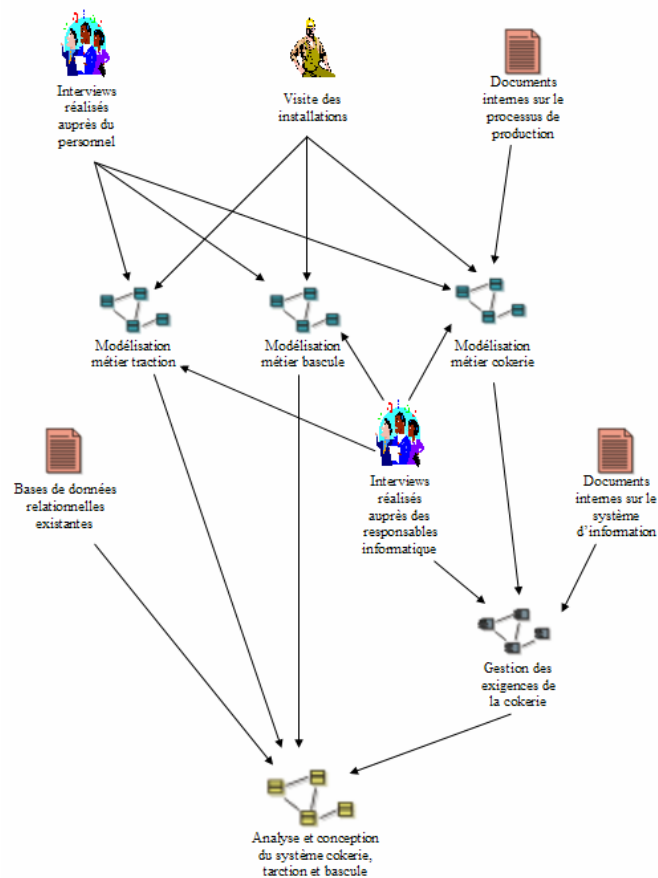 Interviews
réalisés
auprès du
personnel
Visite des
installations
Documents
internes sur le
processus de
production
Modélisation
métier traction
Modélisation
métier bascule
Modélisation
métier cokerie
Bases de données
relationnelles
existantes
Interviews
réalisés
auprès des
responsables
informatique
Documents
internes sur le
système
d'information
Gestion des
exigences de
la cokerie
Analyse et conception
du système cokerie,
tarction et bascule